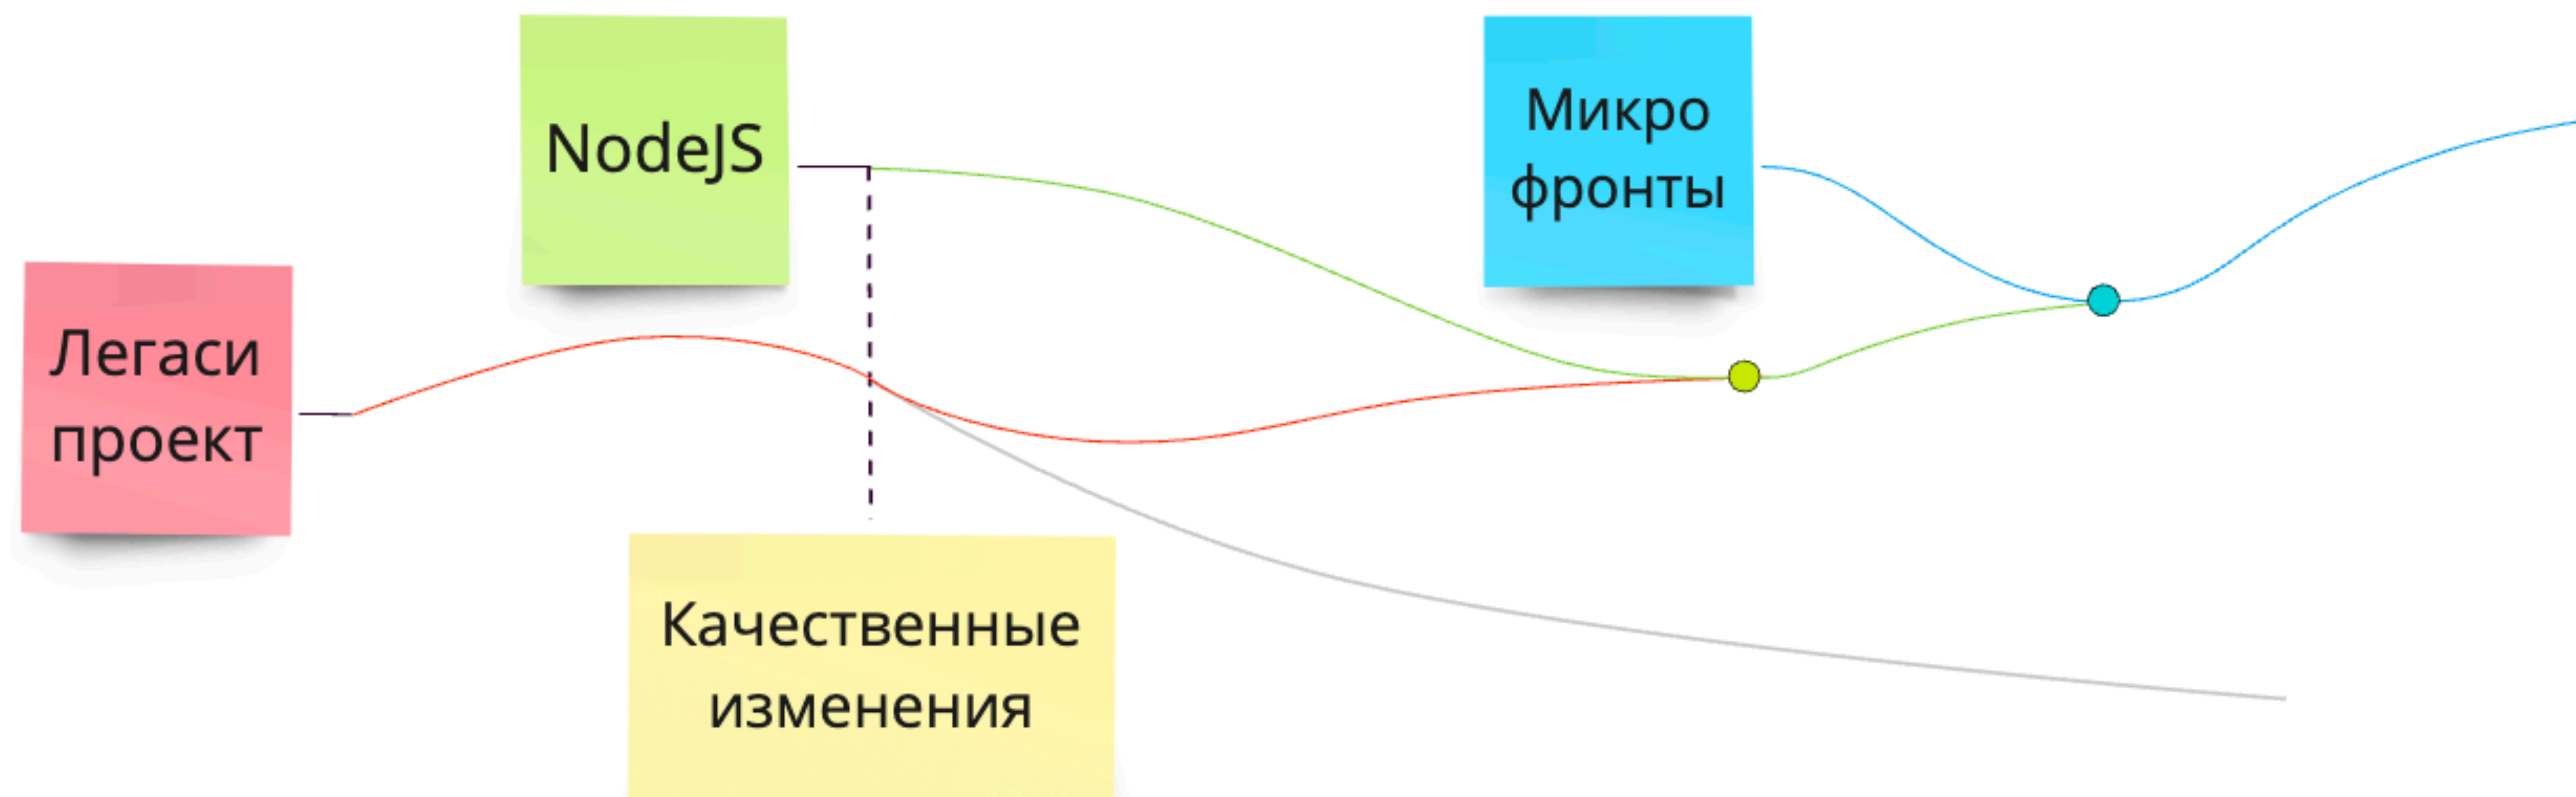 Легаси
проект
NodeJS
Качественные
изменения
Микро
фронты